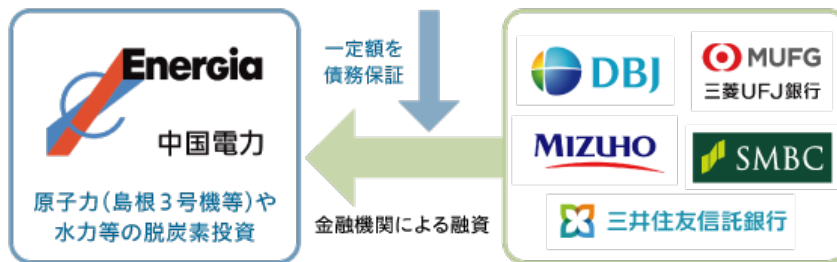 Energia
中国電力
原子力(島根3号機等)や
水力等の脱炭素投資
一定額を
債務保証
金融機関による融資
DBJ
MUFG
三菱UFJ銀行
MIZUHO
SMBC
三井住友信託銀行